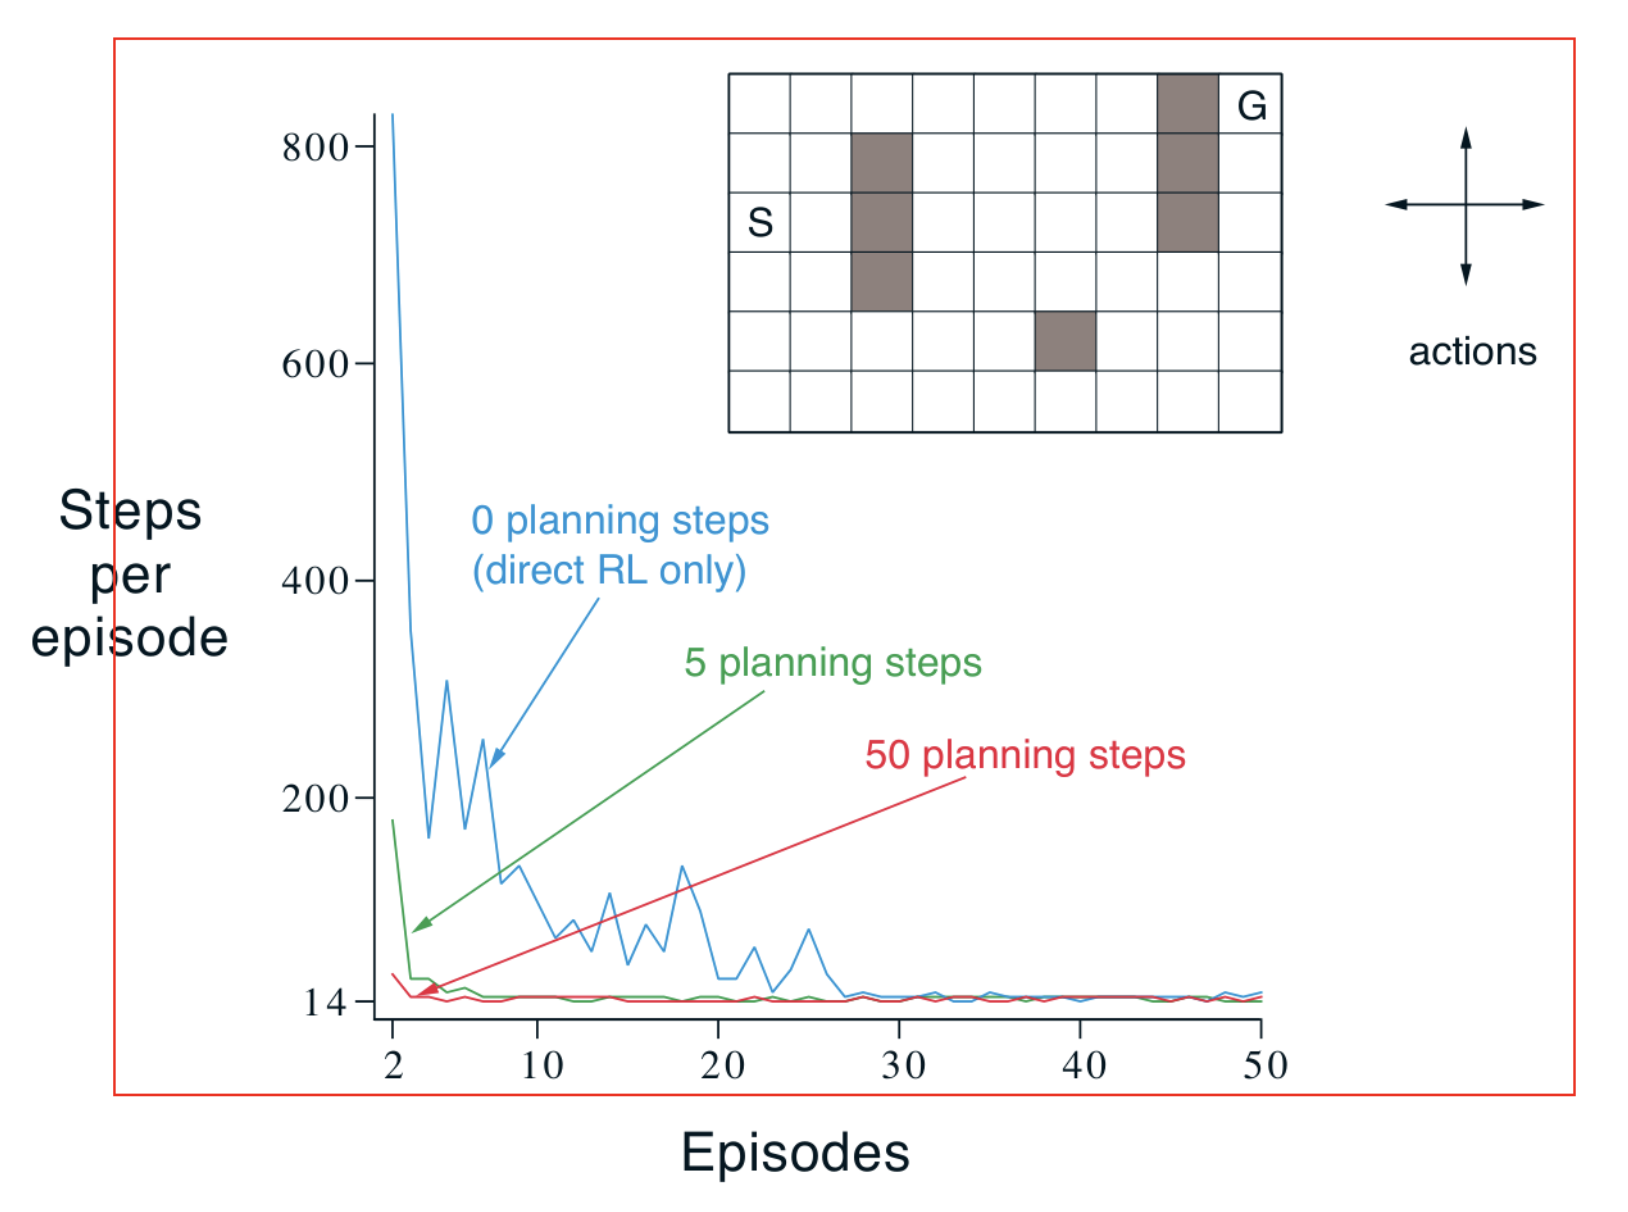 G
S
actions
800
600
400
200
14
Steps
per
episode
0 planning steps
(direct RL only)
5 planning steps
50 planning steps
2 10 20 30 40 50
Episodes